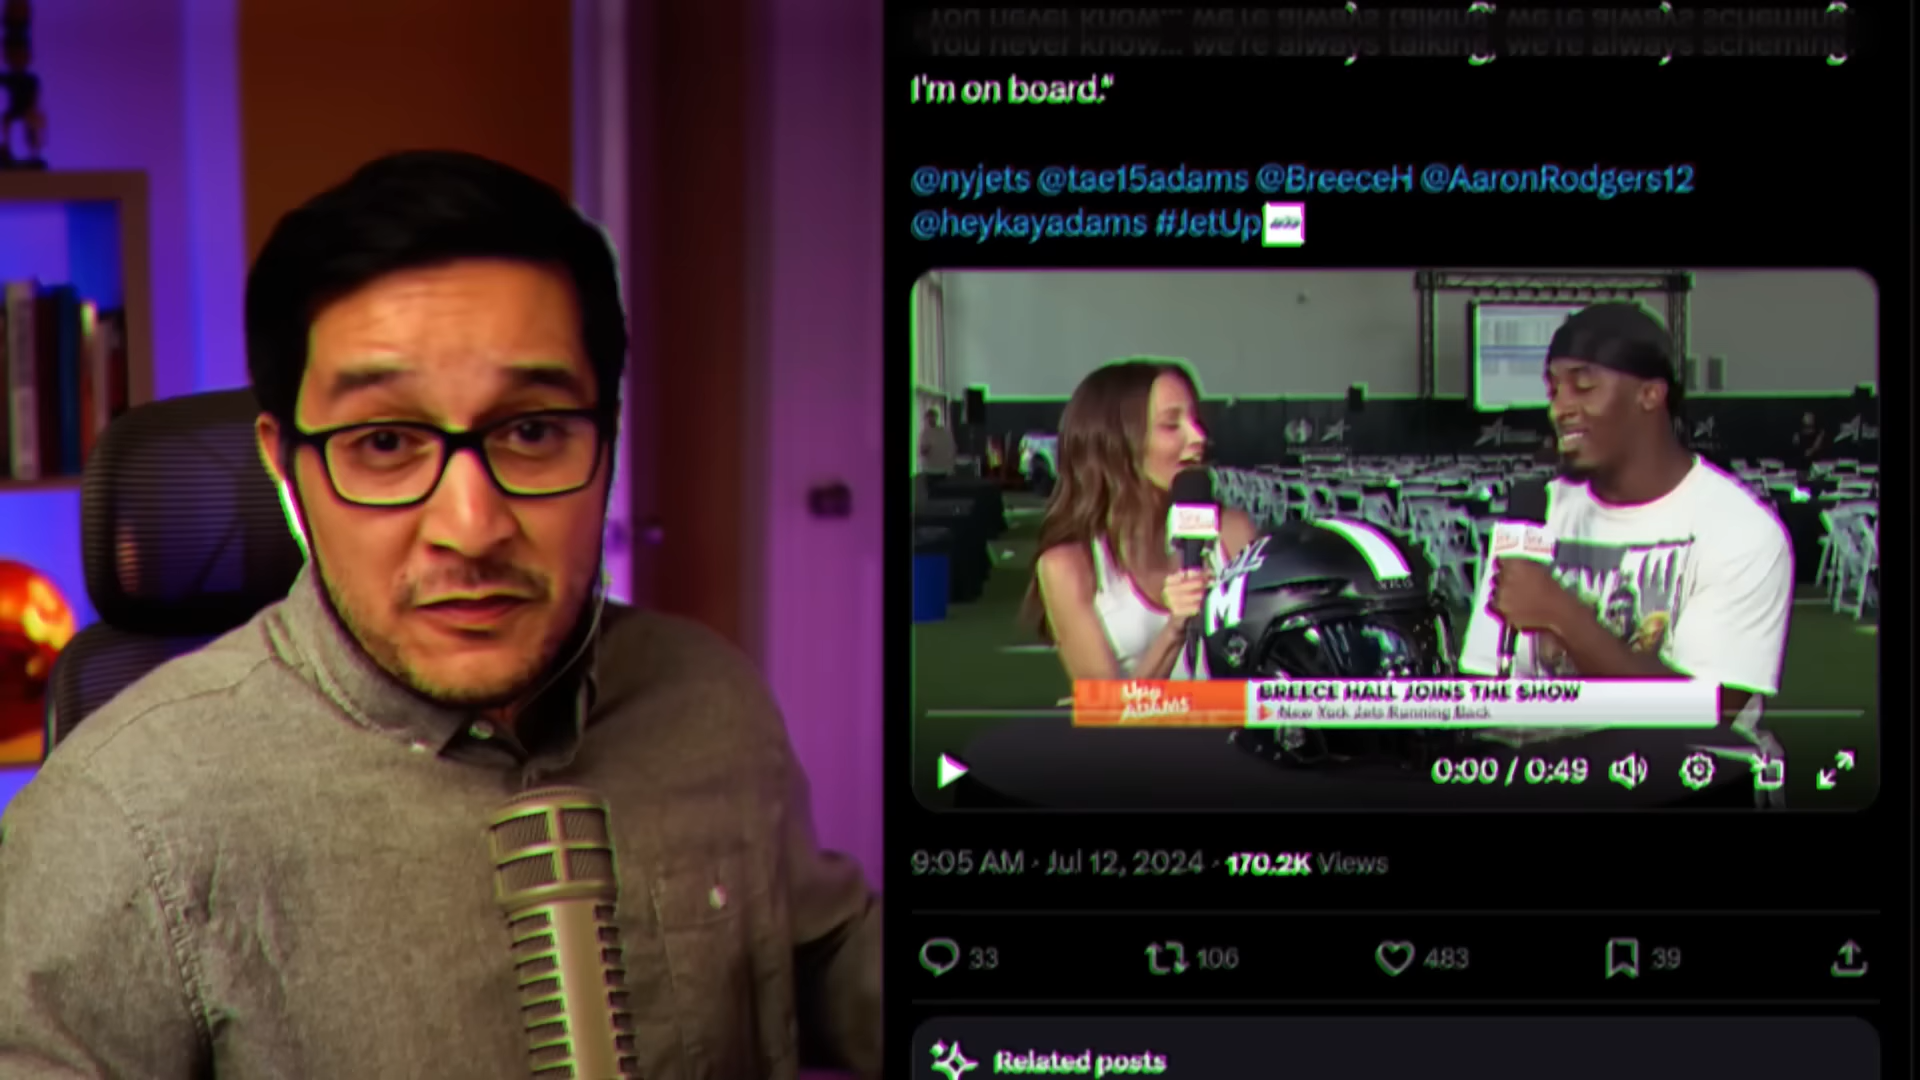 You never know... we're always talking, we're always scheming.
I'm on board."
@nyjets @tae15adams @BreeceH @AaronRodgers12
@heykayadams #JetUp
M
Up&
ADAMS
BREECE HALL JOINS THE SHOW
New York Jets Running Back
0:00 / 0:49
9:05 AM · Jul 12, 2024 · 170.2K Views
33 106 483 39
Related posts